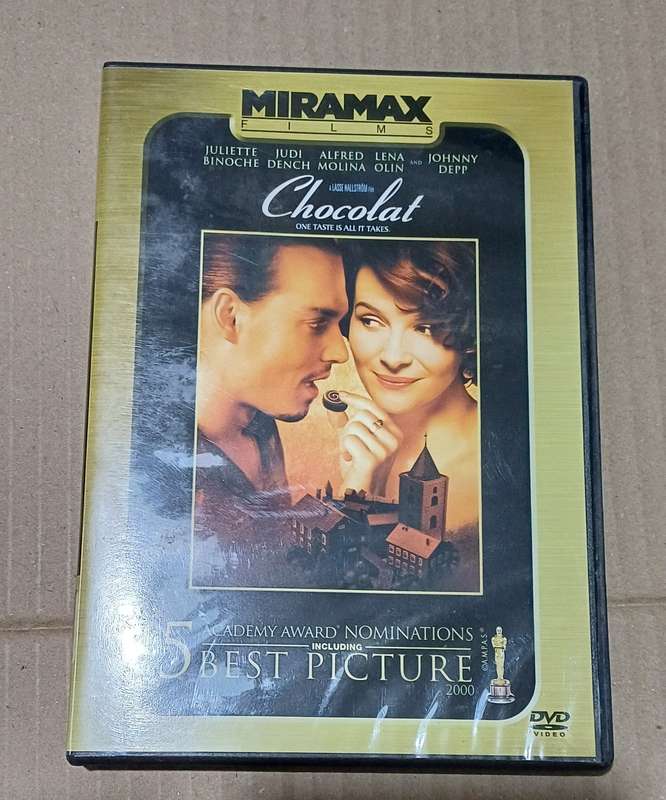 MIRAMAX
FILMS
JULIETTE BINOCHE JUDI DENCH ALFRED MOLINA LENA OLIN AND JOHNNY DEPP
A LASSE HALLSTRÖM FILM
Chocolat
ONE TASTE IS ALL IT TAKES.
5 ACADEMY AWARD® NOMINATIONS
INCLUDING
BEST PICTURE
2000
©A.M.P.A.S.®
DVD
VIDEO